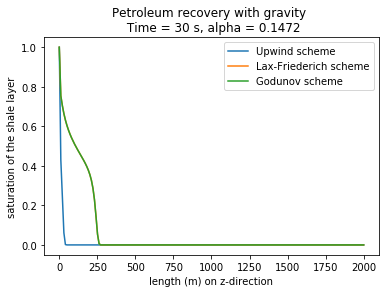 Petroleum recovery with gravity
Time = 30 s, alpha = 0.1472
Upwind scheme
Lax-Friederich scheme
Godunov scheme
saturation of the shale layer
1.0
0.8
0.6
0.4
0.2
0.0
0 250 500 750 1000 1250 1500 1750 2000
length (m) on z-direction